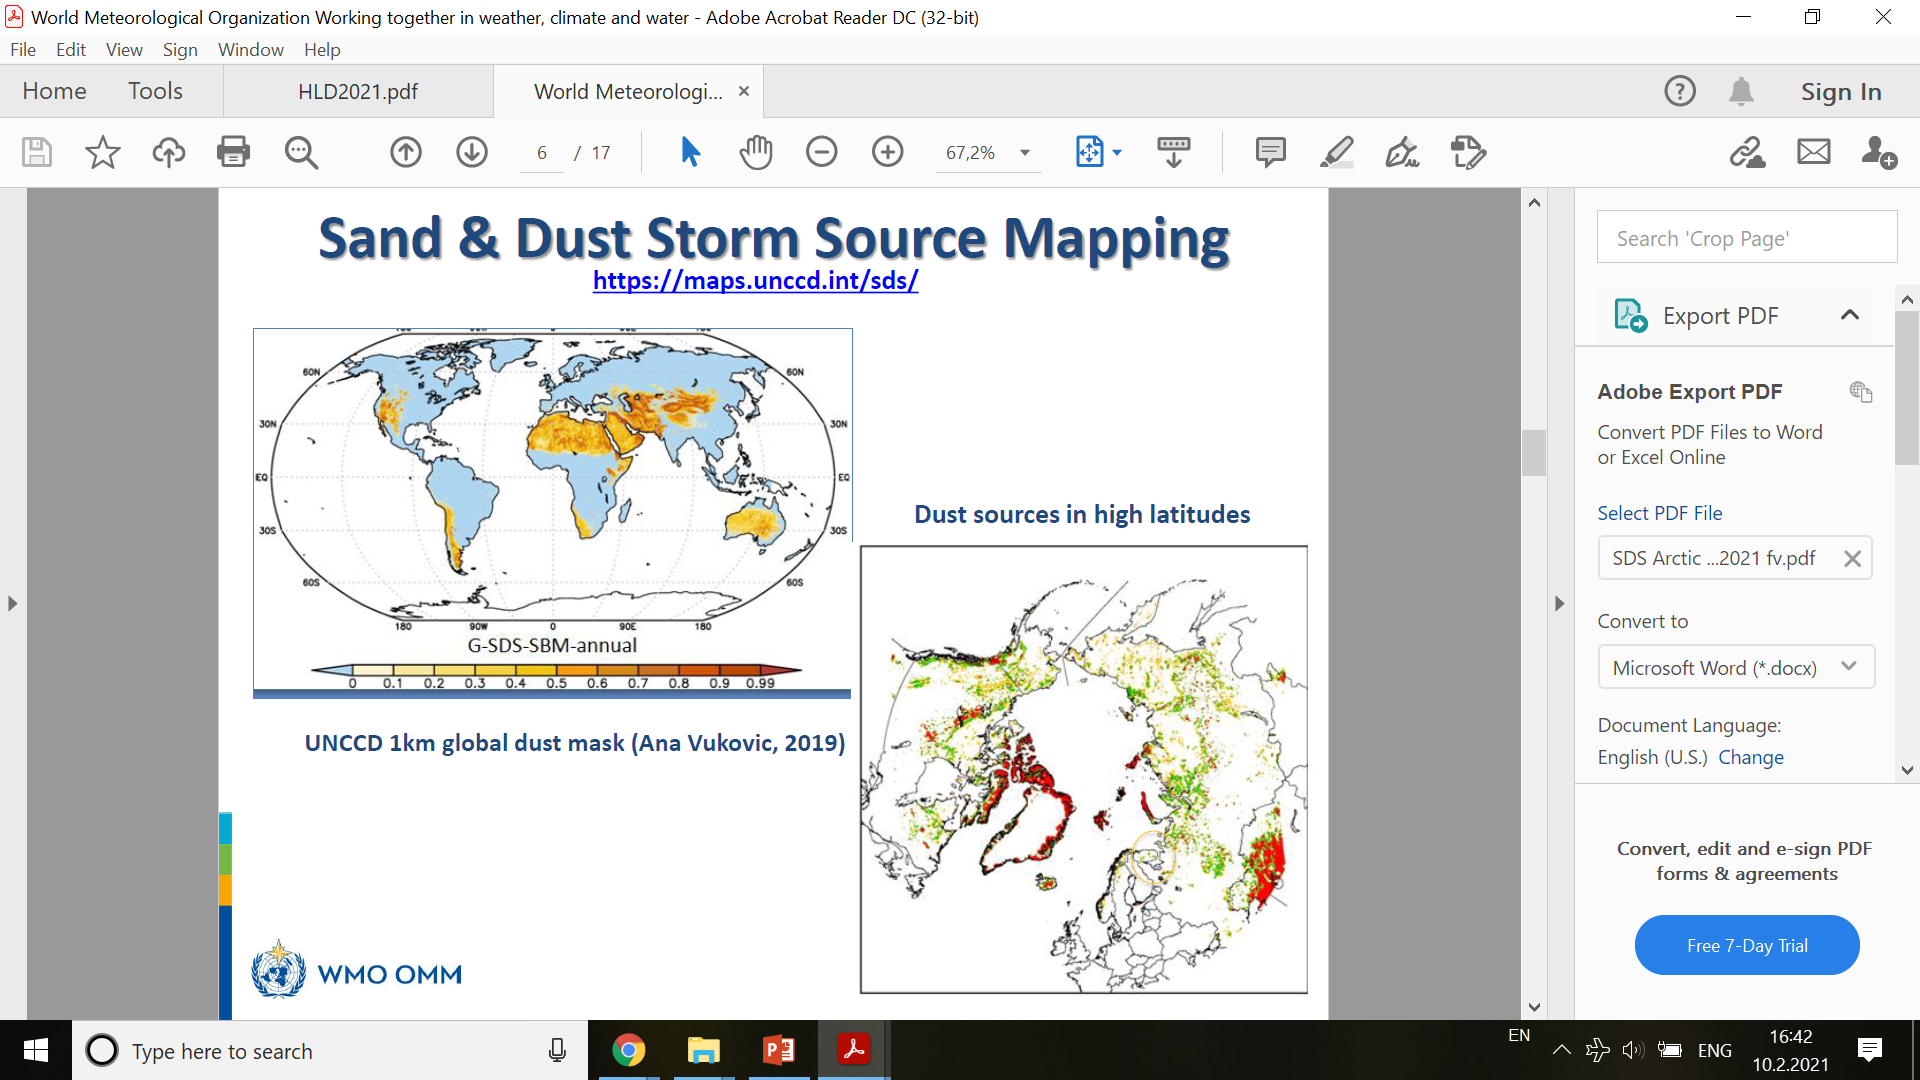 World Meteorological Organization Working together in weather, climate and water - Adobe Acrobat Reader DC (32-bit)
File Edit View Sign Window Help
Home Tools HLD2021.pdf World Meteorologi... × Sign In
6 / 17 67,2%
Sand & Dust Storm Source Mapping
https://maps.unccd.int/sds/
60N 60N
30N 30N
EQ EQ
30S 30S
60S 60S
180 90W 0 90E 180
G-SDS-SBM-annual
0 0.1 0.2 0.3 0.4 0.5 0.6 0.7 0.8 0.9 0.99
UNCCD 1km global dust mask (Ana Vukovic, 2019)
Dust sources in high latitudes
WMO OMM
Search 'Crop Page'
Export PDF
Adobe Export PDF
Convert PDF Files to Word
or Excel Online
Select PDF File
SDS Arctic ...2021 fv.pdf
Convert to
Microsoft Word (*.docx)
Document Language:
English (U.S.) Change
Convert, edit and e-sign PDF
forms & agreements
Free 7-Day Trial
Type here to search
EN
ENG
16:42
10.2.2021